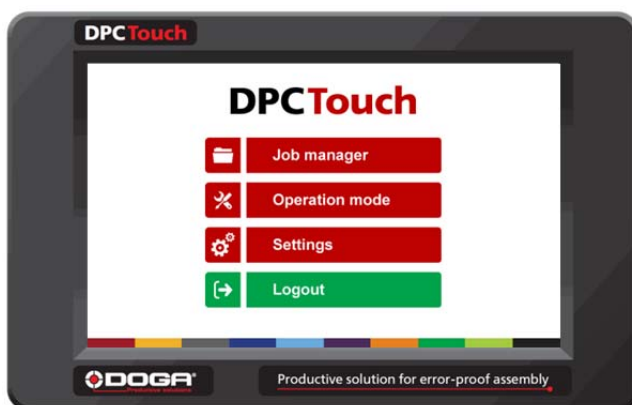 DPCTouch
DPCTouch
Job manager
Operation mode
Settings
Logout
DOGA®
Productive solutions
Productive solution for error-proof assembly